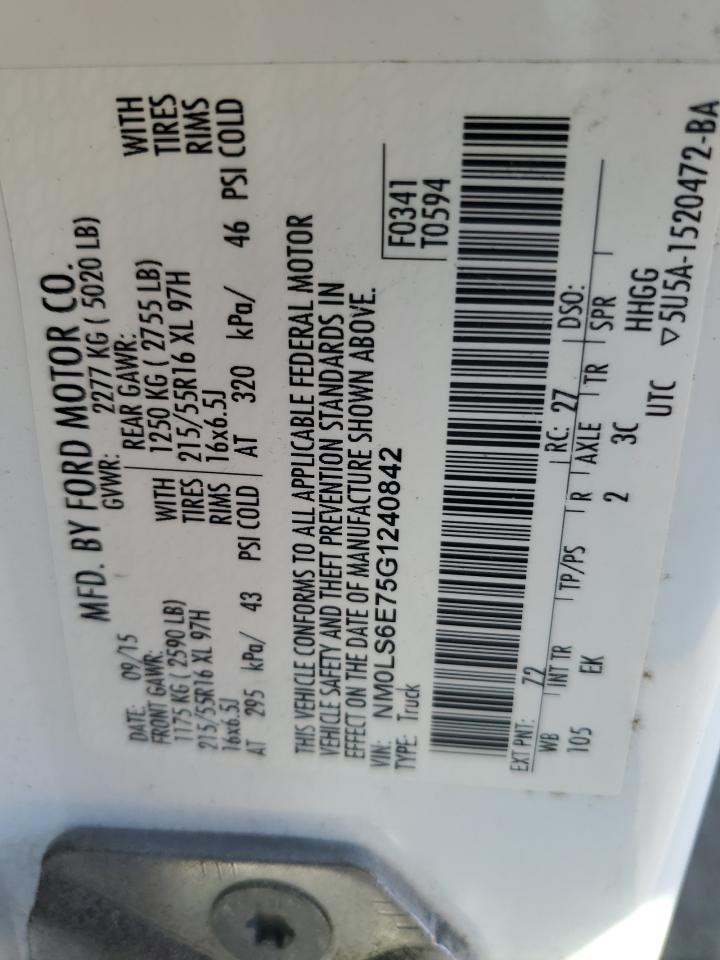 MFD. BY FORD MOTOR CO.
DATE: 09/15 GVWR: 2277 KG ( 5020 LB)
FRONT GAWR: REAR GAWR: WITH
1175 KG ( 2590 LB) WITH 1250 KG ( 2755 LB) TIRES
215/55R16 XL 97H TIRES 215/55R16 XL 97H RIMS
16x6.5J RIMS 16x6.5J
AT 295 kPa/ 43 PSI COLD AT 320 kPa/ 46 PSI COLD
THIS VEHICLE CONFORMS TO ALL APPLICABLE FEDERAL MOTOR
VEHICLE SAFETY AND THEFT PREVENTION STANDARDS IN
EFFECT ON THE DATE OF MANUFACTURE SHOWN ABOVE.
VIN: NM0LS6E75G1240842 F0341
TYPE: Truck T0594
EXT PNT: 7Z RC: 27 DSO:
WB INT TR TP/PS R AXLE TR SPR
105 EK 2 3C HHGG
UTC ▽5U5A-1520472-BA